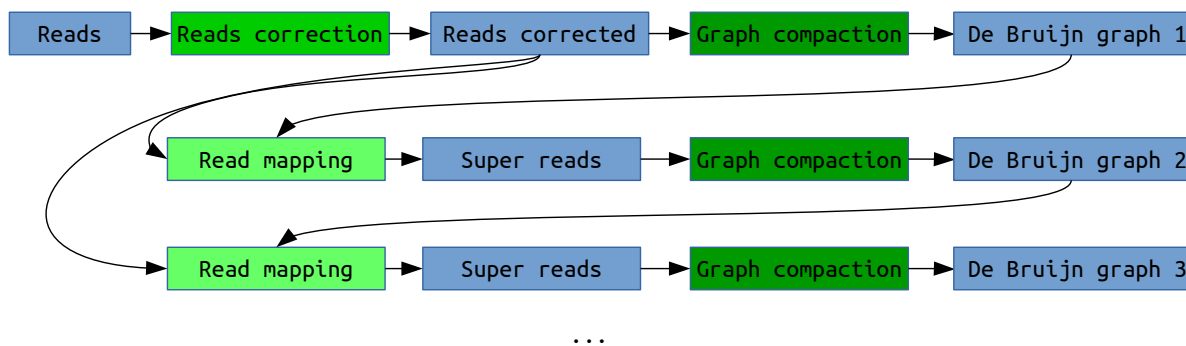 Reads Reads correction Reads corrected Graph compaction De Bruijn graph 1
Read mapping Super reads Graph compaction De Bruijn graph 2
Read mapping Super reads Graph compaction De Bruijn graph 3
...